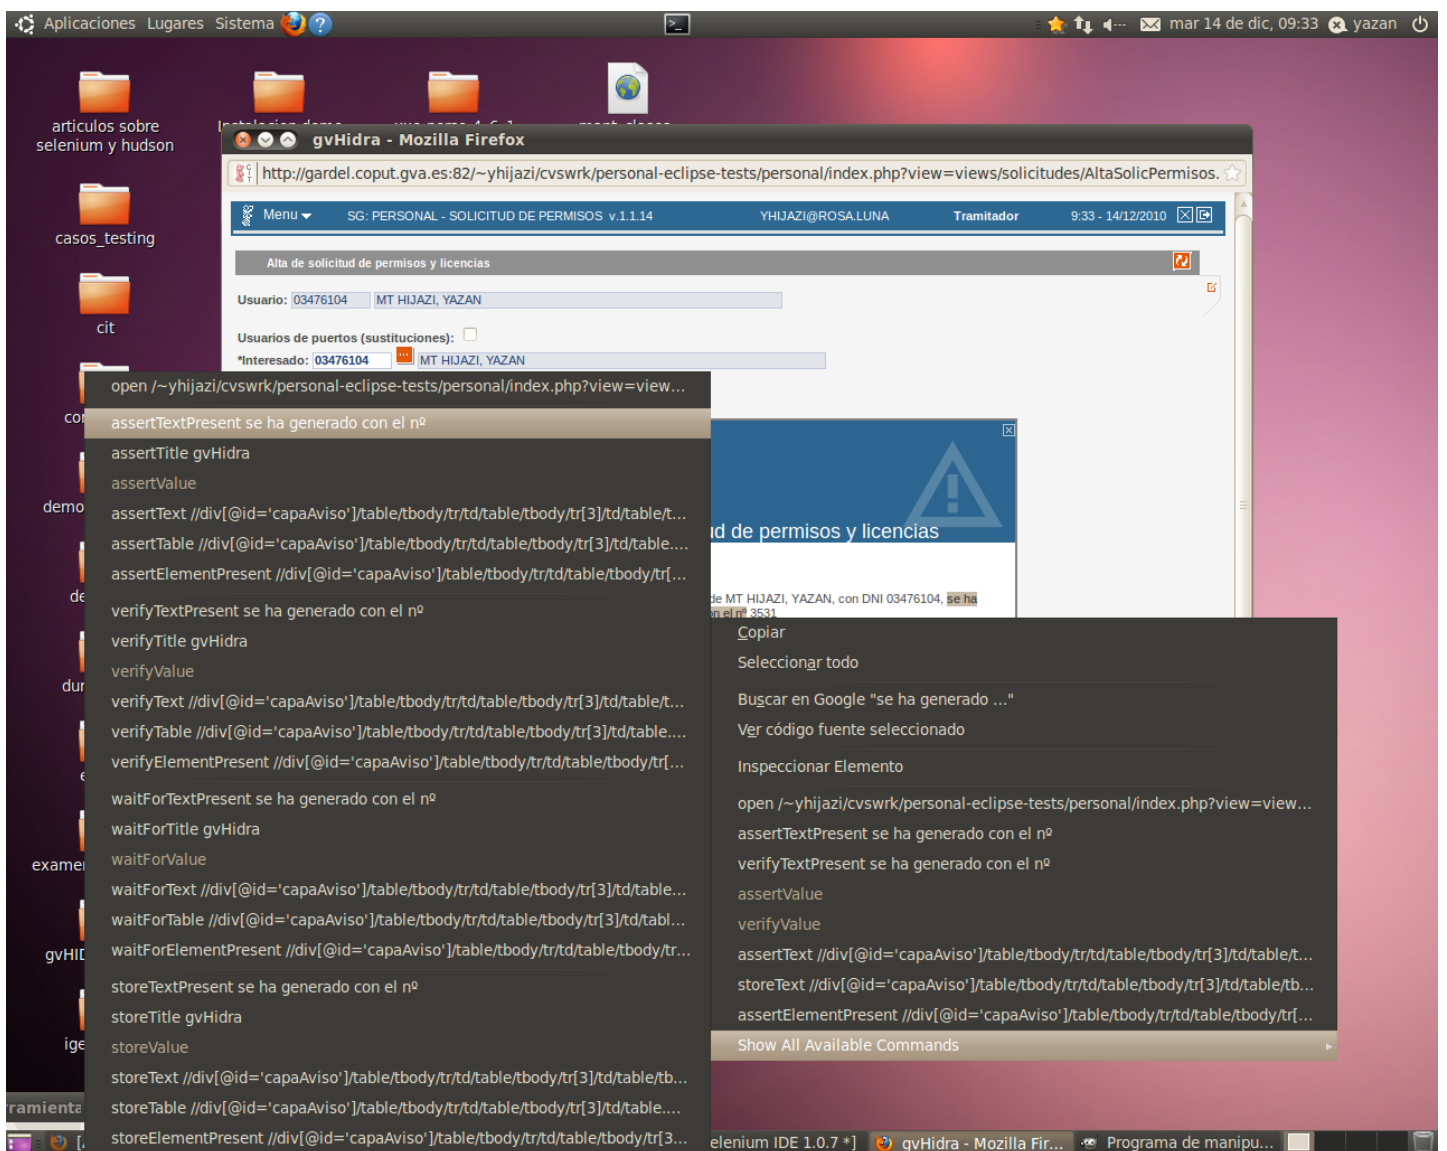 Aplicaciones Lugares Sistema
mar 14 de dic, 09:33 yazan
articulos sobre
selenium y hudson
casos_testing
cit
gvHidra - Mozilla Firefox
http://gardel.coput.gva.es:82/~yhijazi/cvswrk/personal-eclipse-tests/personal/index.php?view=views/solicitudes/AltaSolicPermisos.
Menu SG: PERSONAL - SOLICITUD DE PERMISOS v.1.1.14 YHIJAZI@ROSA.LUNA Tramitador 9:33 - 14/12/2010
Alta de solicitud de permisos y licencias
Usuario: 03476104 MT HIJAZI, YAZAN
Usuarios de puertos (sustituciones):
*Interesado: 03476104 ... MT HIJAZI, YAZAN
ud de permisos y licencias
de MT HIJAZI, YAZAN, con DNI 03476104, se ha
n el nº 3531
open /~yhijazi/cvswrk/personal-eclipse-tests/personal/index.php?view=view...
assertTextPresent se ha generado con el nº
assertTitle gvHidra
assertValue
assertText //div[@id='capaAviso']/table/tbody/tr/td/table/tbody/tr[3]/td/table/t...
assertTable //div[@id='capaAviso']/table/tbody/tr/td/table/tbody/tr[3]/td/table....
assertElementPresent //div[@id='capaAviso']/table/tbody/tr/td/table/tbody/tr[...
verifyTextPresent se ha generado con el nº
verifyTitle gvHidra
verifyValue
verifyText //div[@id='capaAviso']/table/tbody/tr/td/table/tbody/tr[3]/td/table/t...
verifyTable //div[@id='capaAviso']/table/tbody/tr/td/table/tbody/tr[3]/td/table....
verifyElementPresent //div[@id='capaAviso']/table/tbody/tr/td/table/tbody/tr[...
waitForTextPresent se ha generado con el nº
waitForTitle gvHidra
waitForValue
waitForText //div[@id='capaAviso']/table/tbody/tr/td/table/tbody/tr[3]/td/table...
waitForTable //div[@id='capaAviso']/table/tbody/tr/td/table/tbody/tr[3]/td/tabl...
waitForElementPresent //div[@id='capaAviso']/table/tbody/tr/td/table/tbody/tr...
storeTextPresent se ha generado con el nº
storeTitle gvHidra
storeValue
storeText //div[@id='capaAviso']/table/tbody/tr/td/table/tbody/tr[3]/td/table/tb...
storeTable //div[@id='capaAviso']/table/tbody/tr/td/table/tbody/tr[3]/td/table....
storeElementPresent //div[@id='capaAviso']/table/tbody/tr/td/table/tbody/tr[3...
Copiar
Seleccionar todo
Buscar en Google "se ha generado ..."
Ver código fuente seleccionado
Inspeccionar Elemento
open /~yhijazi/cvswrk/personal-eclipse-tests/personal/index.php?view=view...
assertTextPresent se ha generado con el nº
verifyTextPresent se ha generado con el nº
assertValue
verifyValue
assertText //div[@id='capaAviso']/table/tbody/tr/td/table/tbody/tr[3]/td/table/t...
storeText //div[@id='capaAviso']/table/tbody/tr/td/table/tbody/tr[3]/td/table/tb...
assertElementPresent //div[@id='capaAviso']/table/tbody/tr/td/table/tbody/tr[...
Show All Available Commands
demo
de
dur
examer
gvHID
ige
ramienta
elenium IDE 1.0.7 *] gvHidra - Mozilla Fir... Programa de manipu...